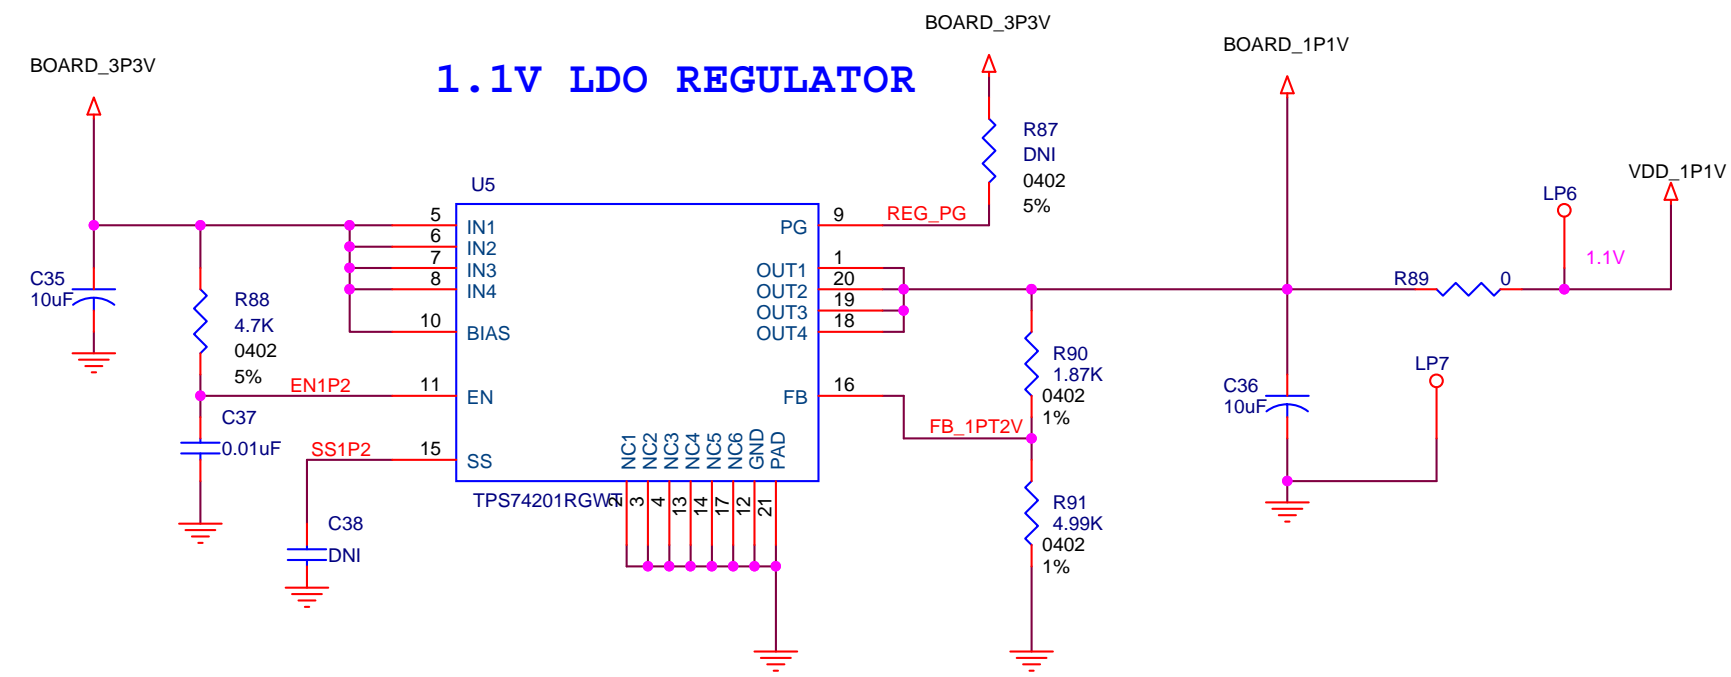 BOARD_3P3V
BOARD_1P1V
BOARD_3P3V
1.1V LDO REGULATOR
R87
DNI
0402
5%
VDD_1P1V
U5
LP6
5
IN1
PG
9
REG_PG
6
IN2
7
IN3
OUT1
1
1.1V
8
IN4
OUT2
20
C35
10uF
R89
0
R88
4.7K
0402
5%
OUT3
19
10
BIAS
OUT4
18
R90
1.87K
0402
1%
LP7
EN1P2
11
EN
FB
16
C36
10uF
C37
0.01uF
FB_1PT2V
SS1P2
15
SS
NC1
NC2
NC3
NC4
NC5
NC6
GND
PAD
TPS74201RGWT
2
3
4
13
14
17
12
21
R91
4.99K
0402
1%
C38
DNI